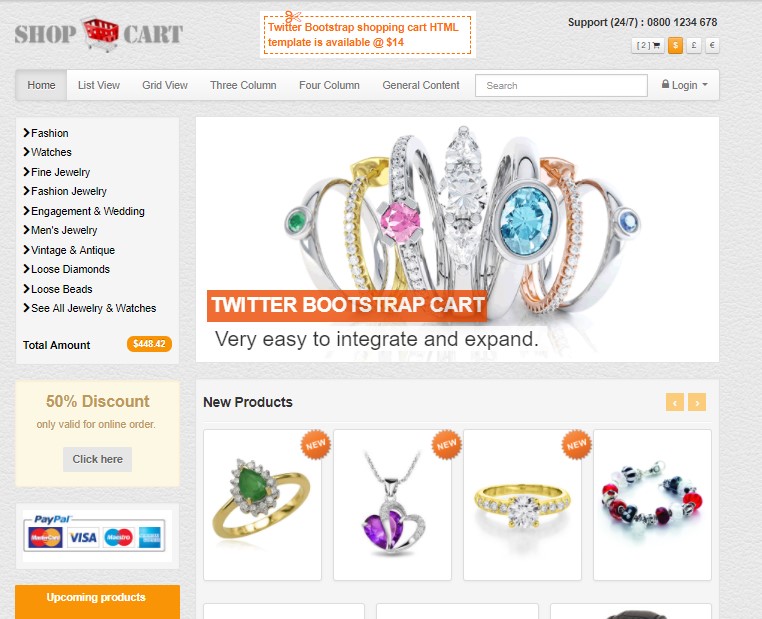 SHOP CART
Twitter Bootstrap shopping cart HTML
template is available @ $14
Support (24/7) : 0800 1234 678
[ 2 ] $ £ €
Home List View Grid View Three Column Four Column General Content Search Login
Fashion
Watches
Fine Jewelry
Fashion Jewelry
Engagement & Wedding
Men's Jewelry
Vintage & Antique
Loose Diamonds
Loose Beads
See All Jewelry & Watches
Total Amount $448.42
TWITTER BOOTSTRAP CART
Very easy to integrate and expand.
50% Discount
only valid for online order.
Click here
PayPal
MasterCard VISA Maestro
Upcoming products
New Products ‹ ›
NEW NEW NEW